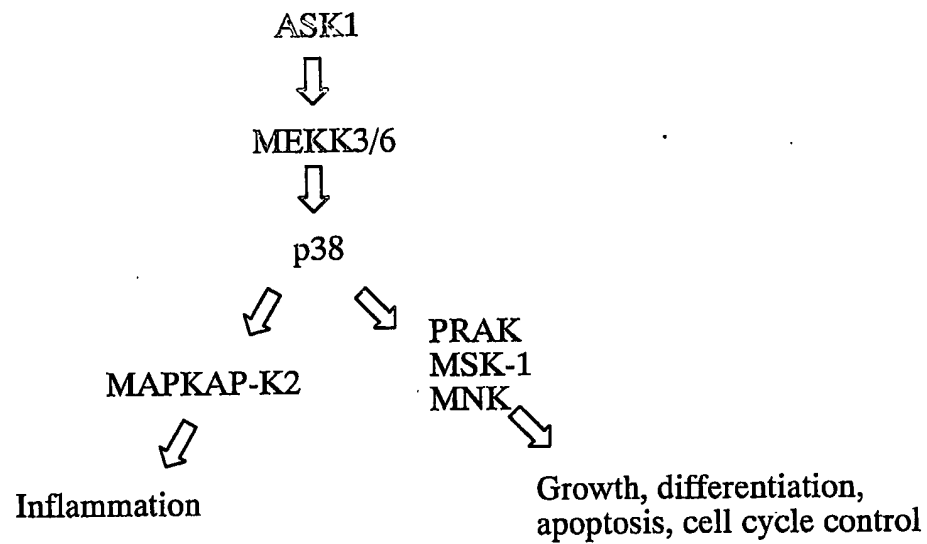 ASK1
MEKK3/6
p38
PRAK
MSK-1
MNK
MAPKAP-K2
Inflammation
Growth, differentiation,
apoptosis, cell cycle control